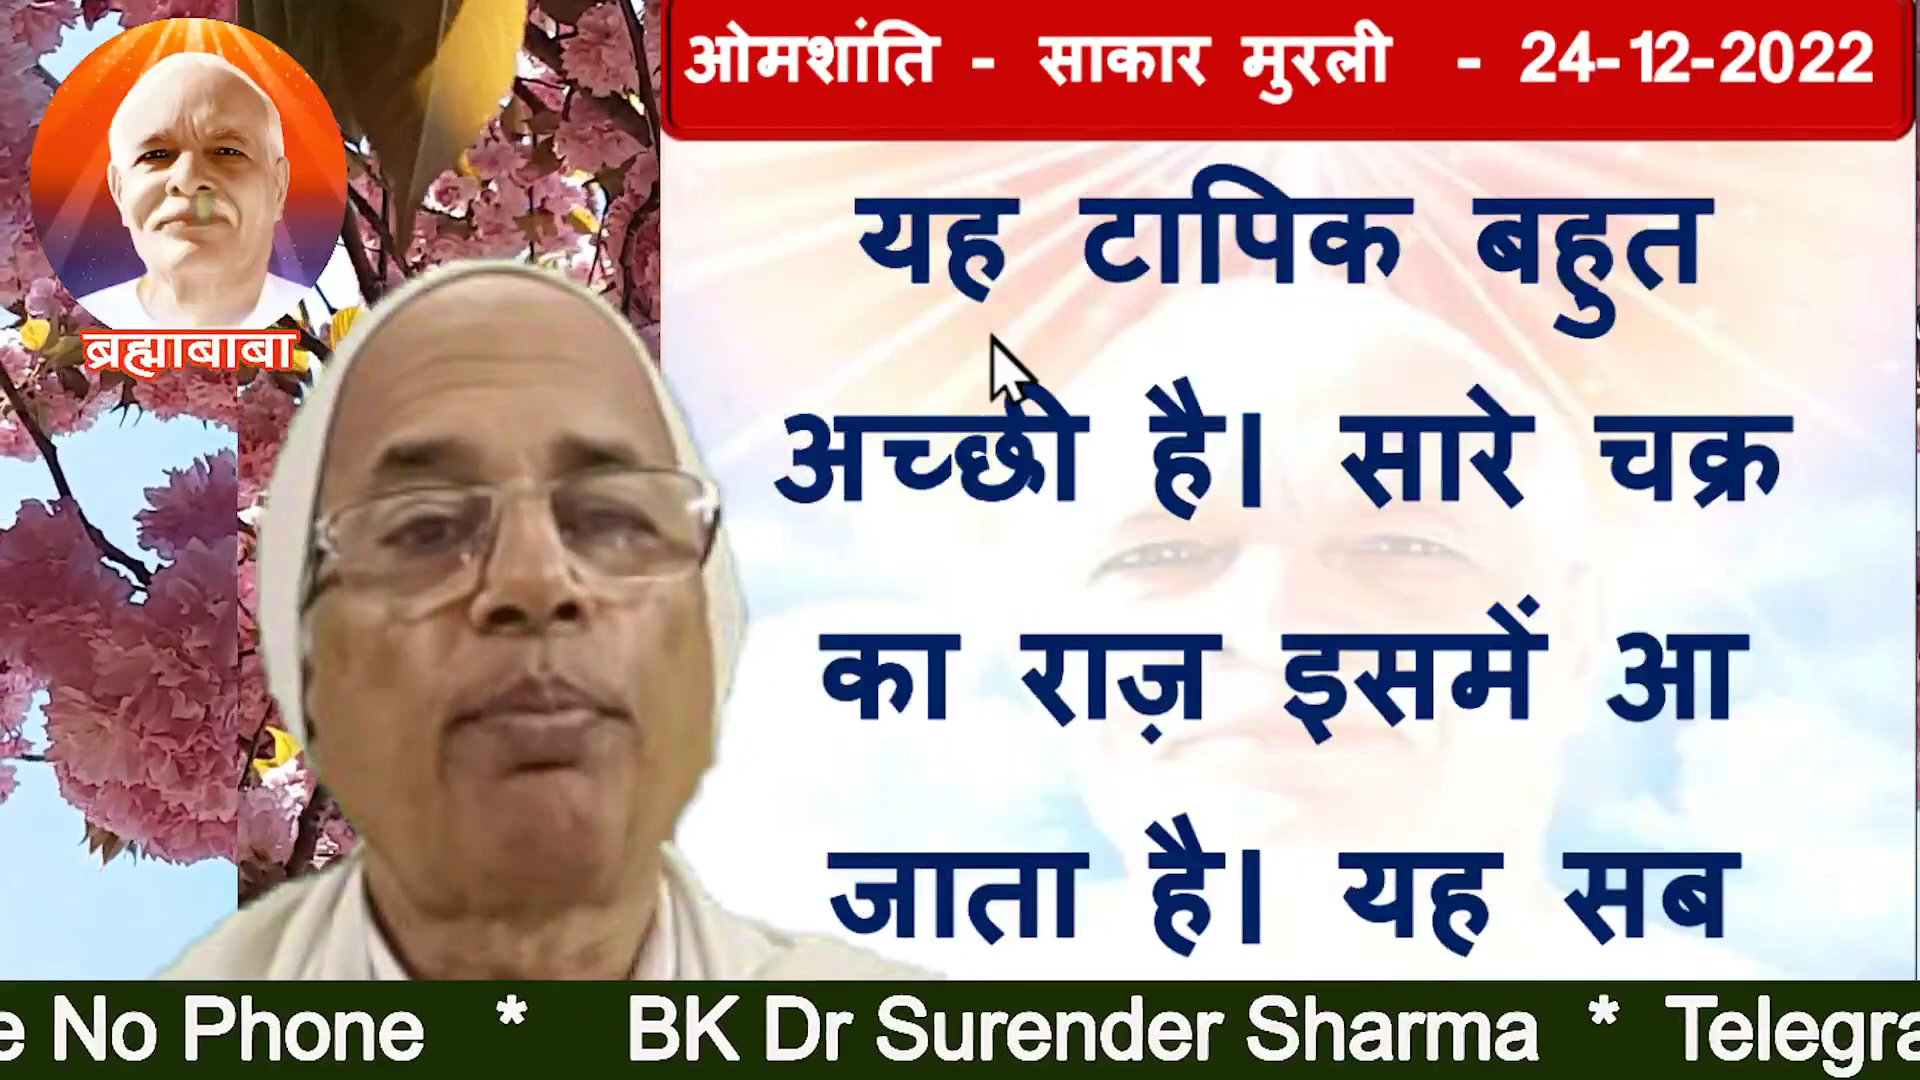 ओमशांति - साकार मुरली - 24-12-2022
ब्रह्माबाबा
यह टापिक बहुत
अच्छी है। सारे चक्र
का राज़ इसमें आ
जाता है। यह सब
No Phone * BK Dr Surender Sharma *